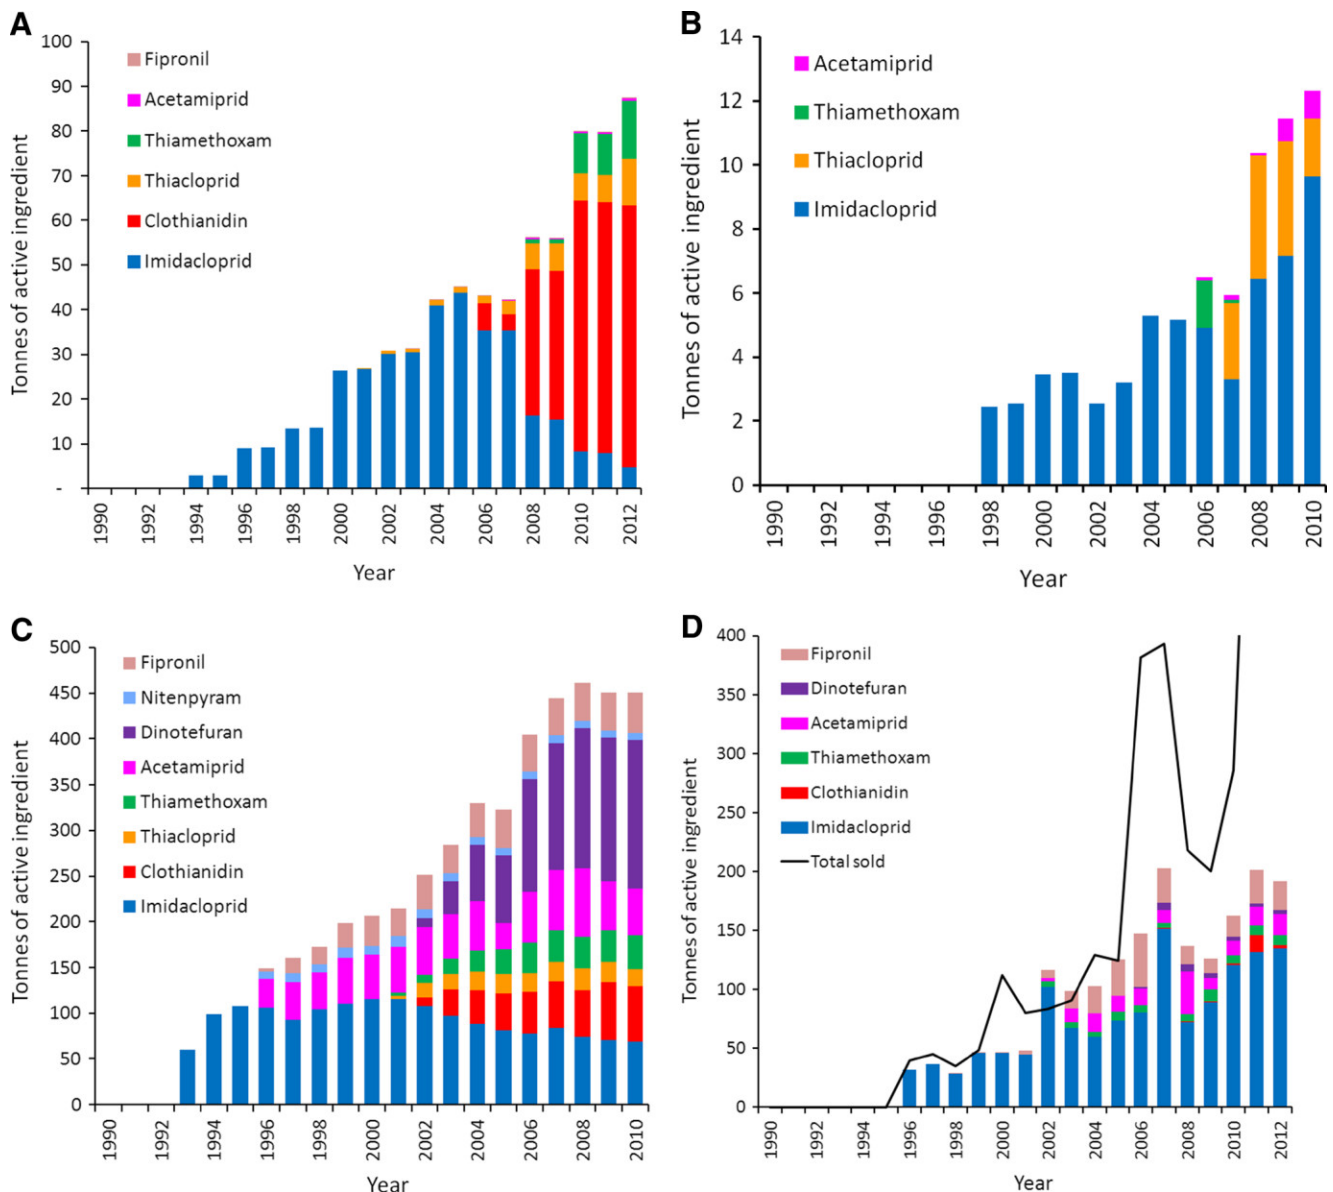 A
Tonnes of active ingredient
100
90
80
70
60
50
40
30
20
10
-
Fipronil
Acetamiprid
Thiamethoxam
Thiacloprid
Clothianidin
Imidacloprid
1990
1992
1994
1996
1998
2000
2002
2004
2006
2008
2010
2012
Year
B
Tonnes of active ingredient
14
12
10
8
6
4
2
0
Acetamiprid
Thiamethoxam
Thiacloprid
Imidacloprid
1990
1992
1994
1996
1998
2000
2002
2004
2006
2008
2010
Year
C
Tonnes of active ingredient
500
450
400
350
300
250
200
150
100
50
0
Fipronil
Nitenpyram
Dinotefuran
Acetamiprid
Thiamethoxam
Thiacloprid
Clothianidin
Imidacloprid
1990
1992
1994
1996
1998
2000
2002
2004
2006
2008
2010
Year
D
Tonnes of active ingredient
400
350
300
250
200
150
100
50
0
Fipronil
Dinotefuran
Acetamiprid
Thiamethoxam
Clothianidin
Imidacloprid
Total sold
1990
1992
1994
1996
1998
2000
2002
2004
2006
2008
2010
2012
Year